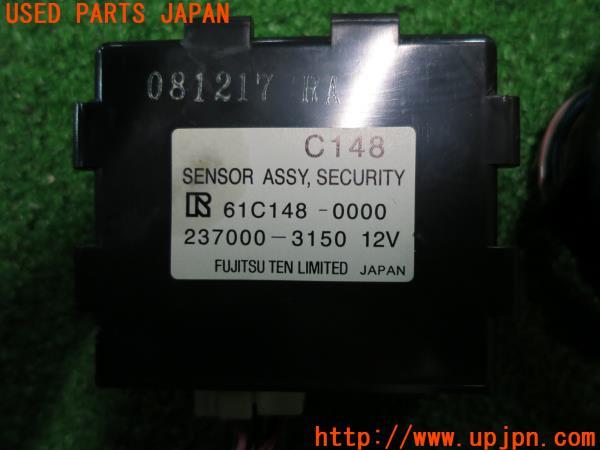 USED PARTS JAPAN
081217 RA
C148
SENSOR ASSY, SECURITY
R 61C148-0000
237000-3150 12V
FUJITSU TEN LIMITED JAPAN
http://www.upjpn.com